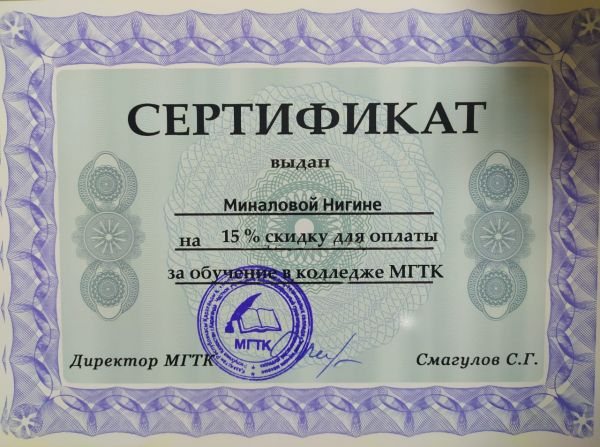 СЕРТИФИКАТ
выдан
Миналовой Нигине
на 15 % скидку для оплаты
за обучение в колледже МГТК
МГТК
Директор МГТК Смагулов С.Г.